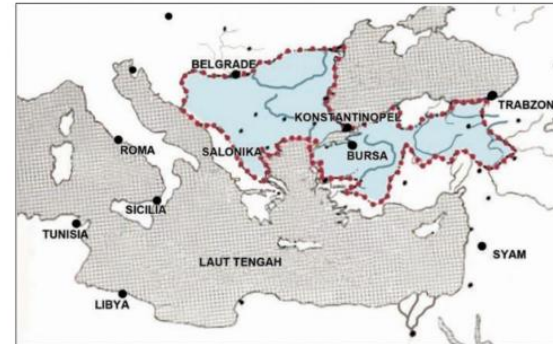 BELGRADE
TRABZON
KONSTANTINOPEL
ROMA
SALONIKA
BURSA
SICILIA
TUNISIA
LAUT TENGAH
SYAM
LIBYA